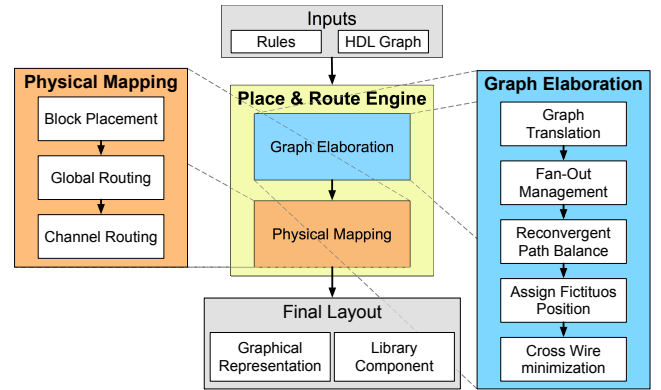 Inputs
Rules
HDL Graph
Physical Mapping
Block Placement
Global Routing
Channel Routing
Place & Route Engine
Graph Elaboration
Physical Mapping
Graph Elaboration
Graph
Translation
Fan-Out
Management
Reconvergent
Path Balance
Assign Fictituos
Position
Cross Wire
minimization
Final Layout
Graphical
Representation
Library
Component